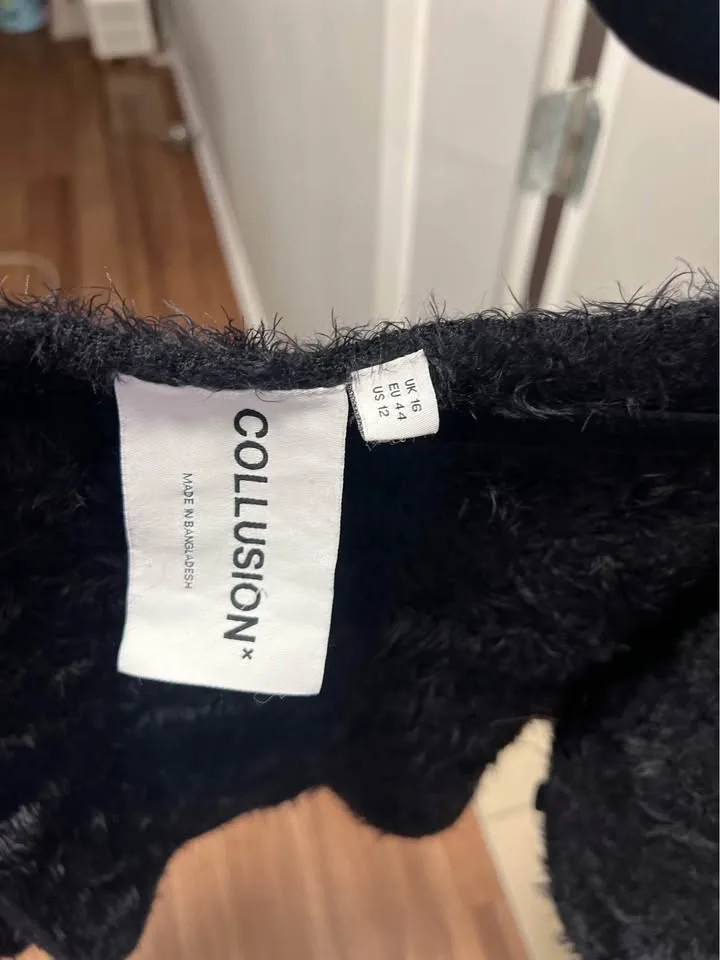 COLLUSION×
MADE IN BANGLADESH
UK 16
EU 44
US 12